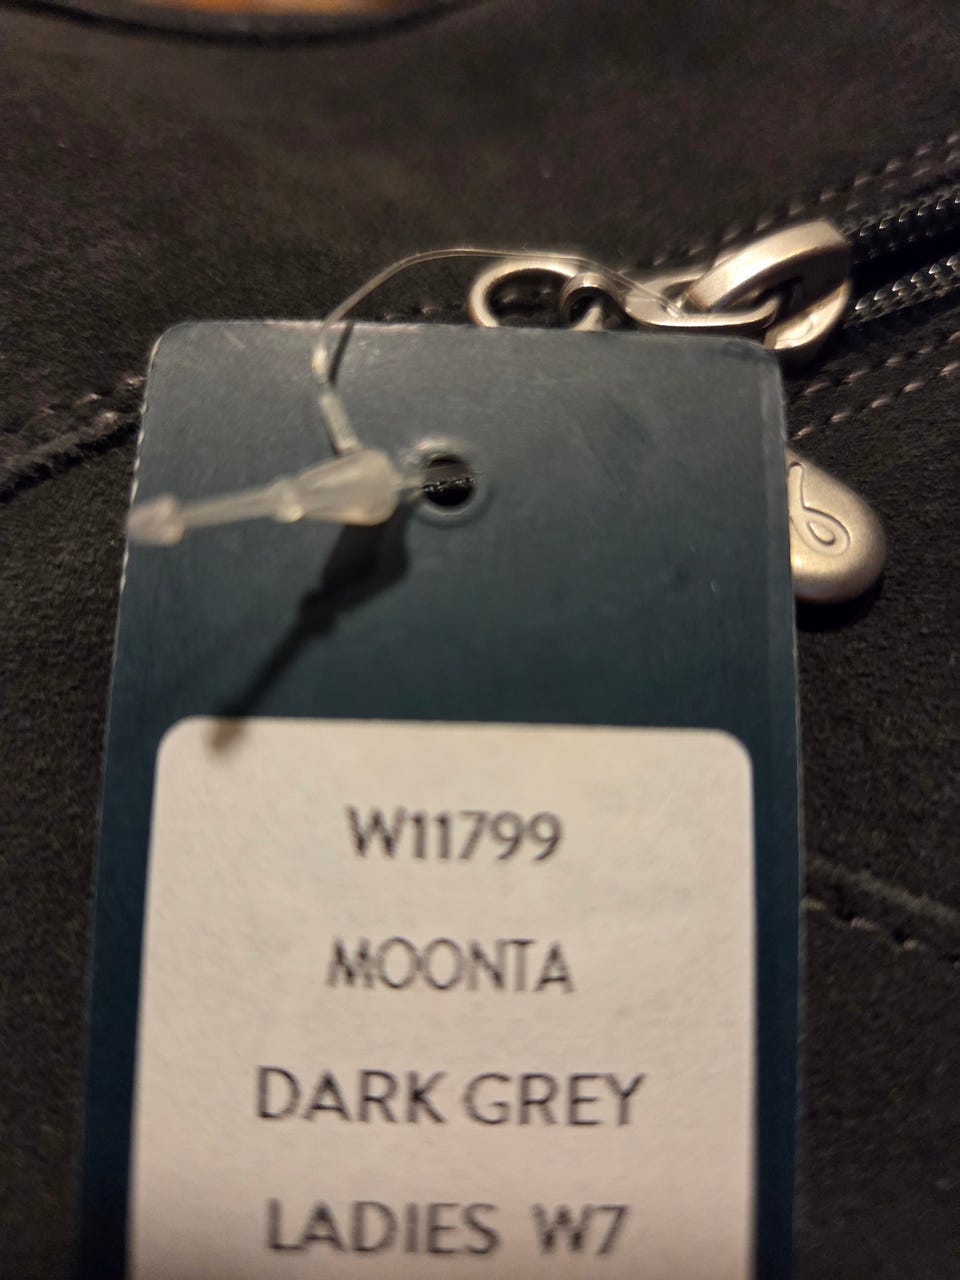 W11799
MOONTA
DARK GREY
LADIES W7